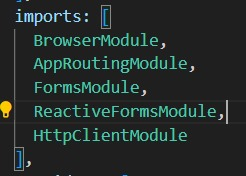 imports: [
BrowserModule,
AppRoutingModule,
FormsModule,
ReactiveFormsModule,
HttpClientModule
],